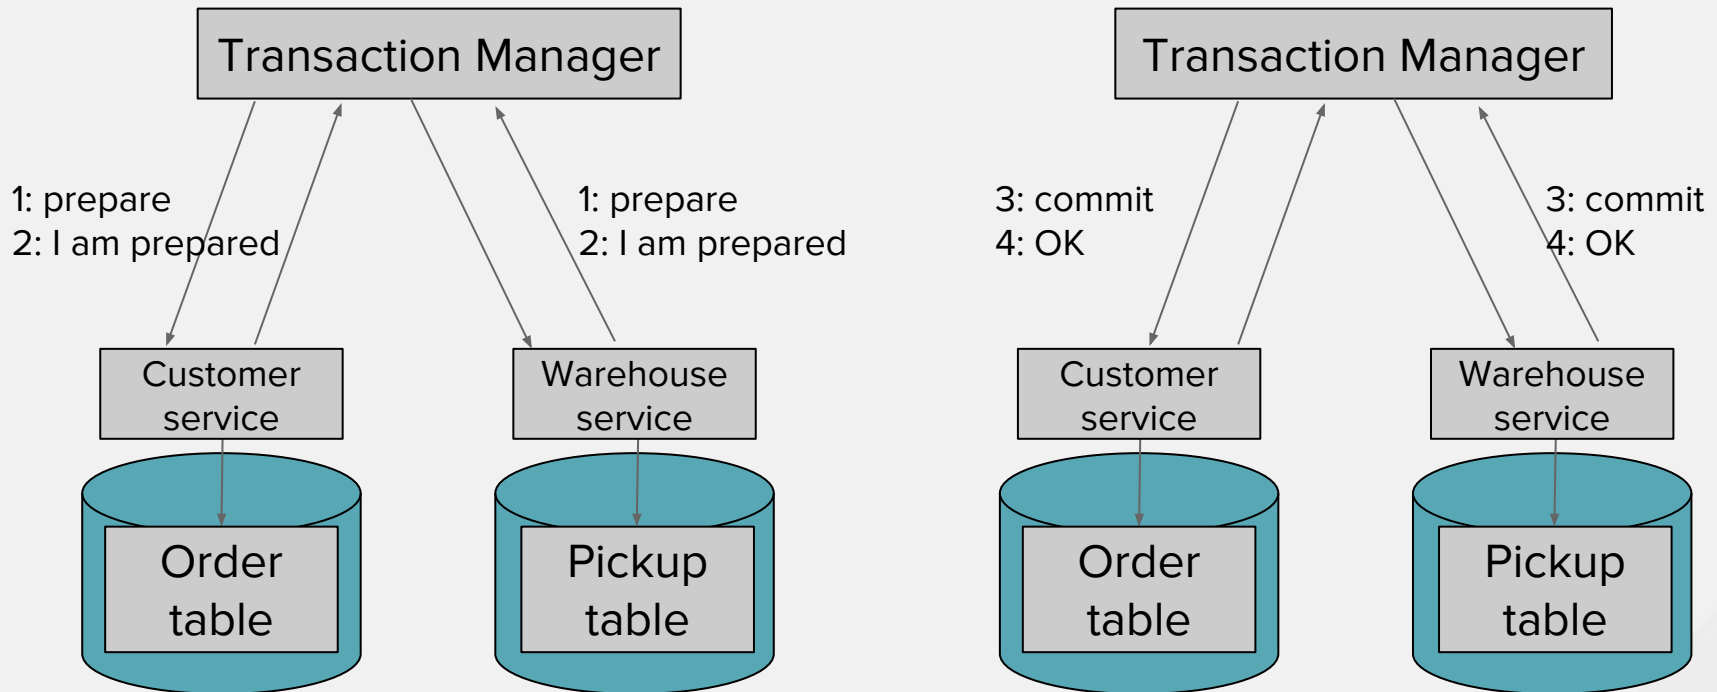 Transaction Manager
1: prepare
2: I am prepared
1: prepare
2: I am prepared
Customer
service
Warehouse
service
Order
table
Pickup
table
Transaction Manager
3: commit
4: OK
3: commit
4: OK
Customer
service
Warehouse
service
Order
table
Pickup
table